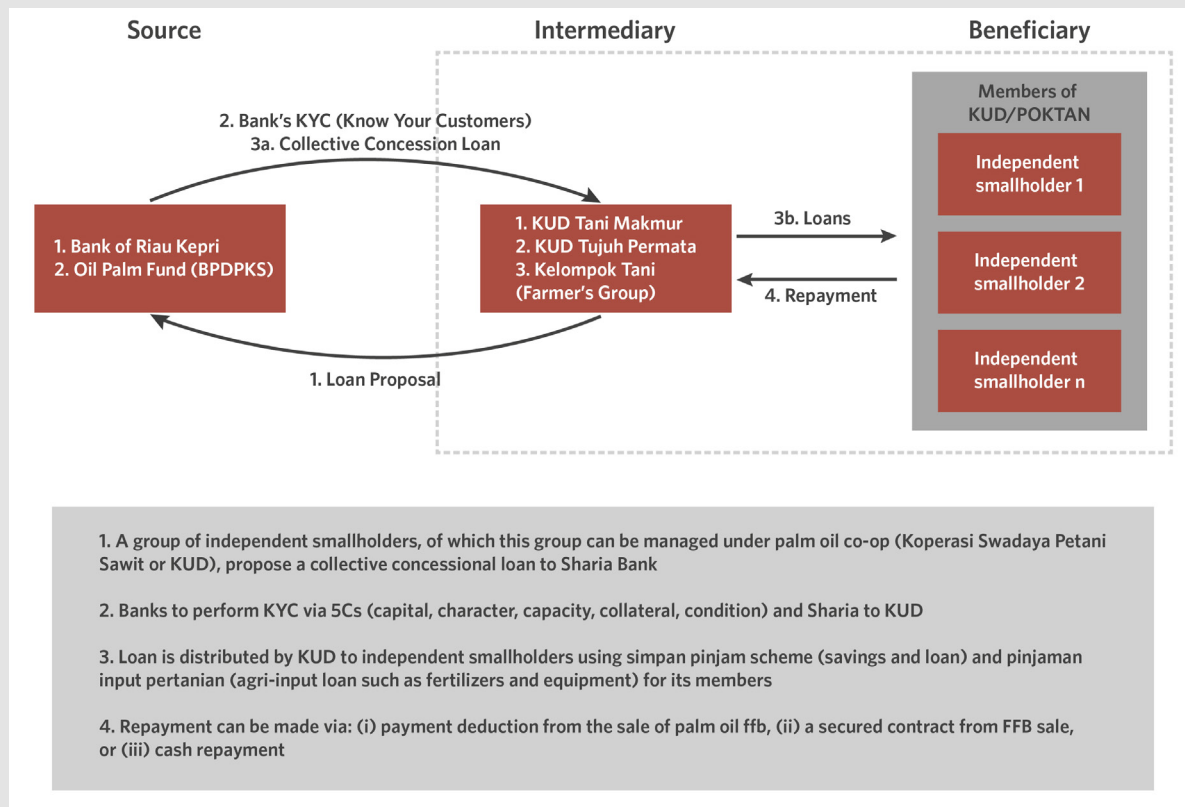 Source
Intermediary
Beneficiary
2. Bank's KYC (Know Your Customers)
3a. Collective Concession Loan
Members of
KUD/POKTAN
Independent
smallholder 1
1. Bank of Riau Kepri
2. Oil Palm Fund (BPDPKS)
1. KUD Tani Makmur
2. KUD Tujuh Permata
3. Kelompok Tani
(Farmer's Group)
3b. Loans
4. Repayment
Independent
smallholder 2
Independent
smallholder n
1. Loan Proposal
1. A group of independent smallholders, of which this group can be managed under palm oil co-op (Koperasi Swadaya Petani
Sawit or KUD), propose a collective concessional loan to Sharia Bank
2. Banks to perform KYC via 5Cs (capital, character, capacity, collateral, condition) and Sharia to KUD
3. Loan is distributed by KUD to independent smallholders using simpan pinjam scheme (savings and loan) and pinjaman
input pertanian (agri-input loan such as fertilizers and equipment) for its members
4. Repayment can be made via: (i) payment deduction from the sale of palm oil ffb, (ii) a secured contract from FFB sale,
or (iii) cash repayment